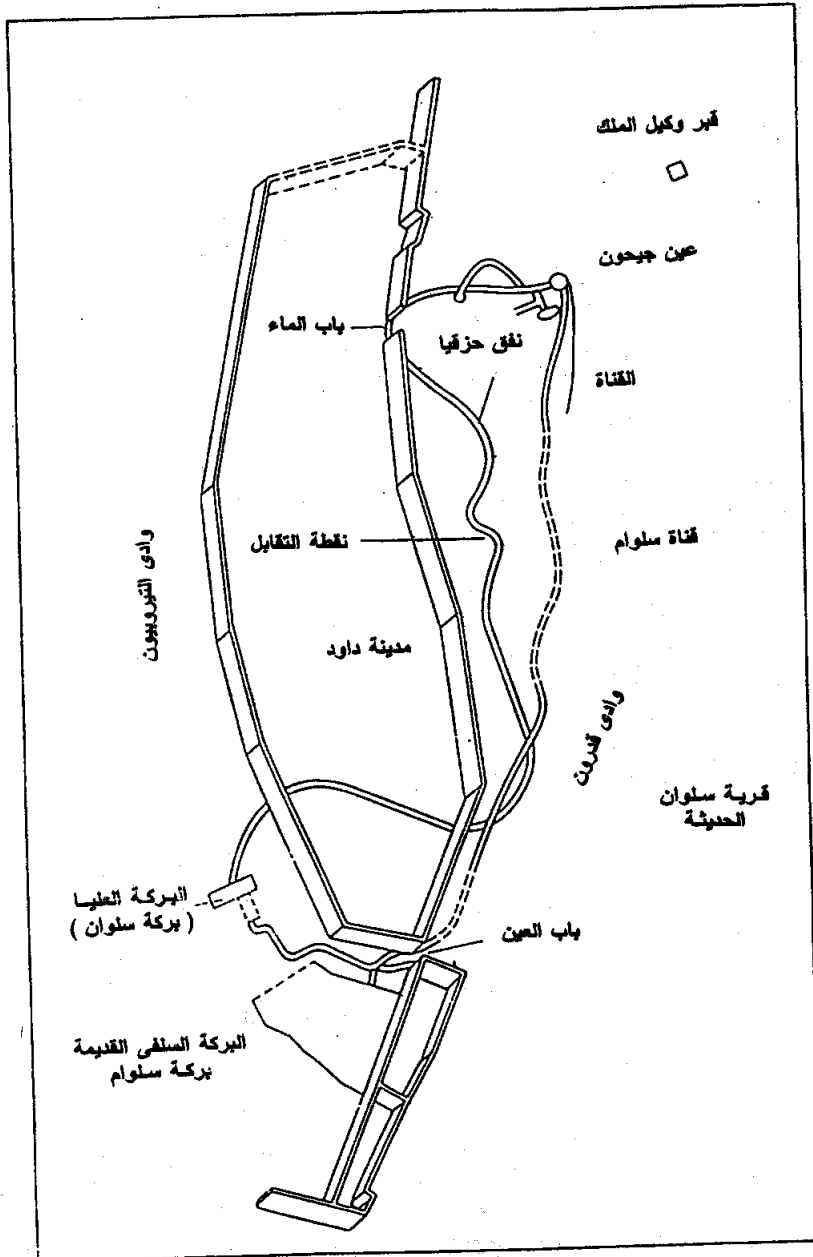 قبر وكيل الملك
عين جيحون
باب الماء
نفق حزقيا
القناة
نقطة التقابل
قناة سلوام
وادى التيروبيون
مدينة داود
وادى قدرون
قرية سلوان
الحديثة
البركة العليا
( بركة سلوان )
باب العين
البركة السلفى القديمة
بركة سلوام